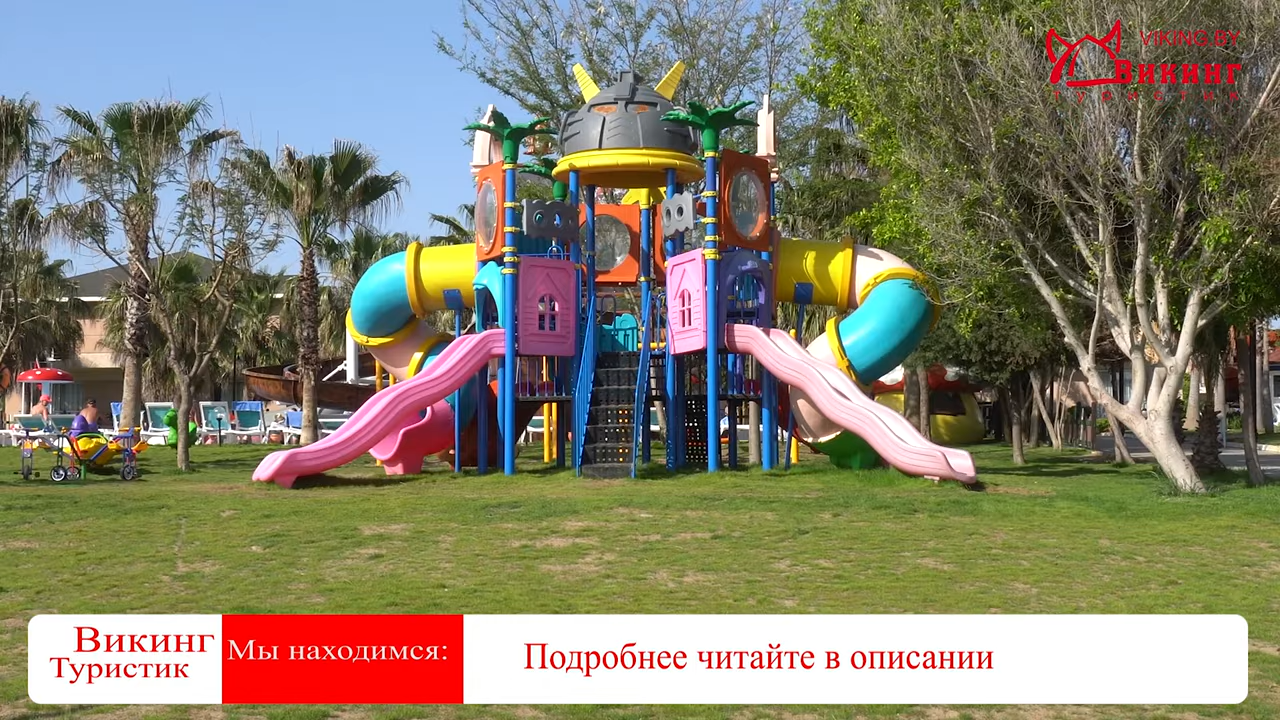 VIKING.BY
Викинг
Туристик
Викинг
Туристик
Мы находимся:
Подробнее читайте в описании